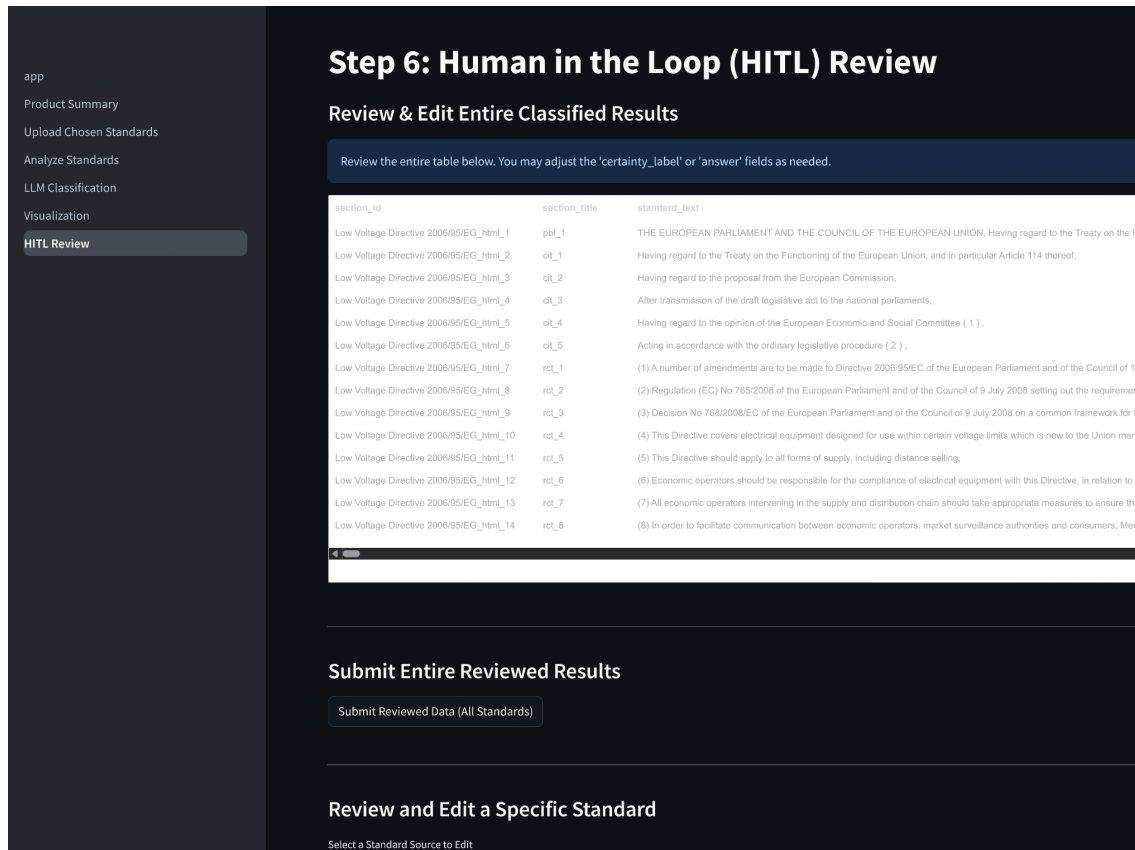 app
Product Summary
Upload Chosen Standards
Analyze Standards
LLM Classification
Visualization
HITL Review
Step 6: Human in the Loop (HITL) Review
Review & Edit Entire Classified Results
Review the entire table below. You may adjust the 'certainty_label' or 'answer' fields as needed.
section_id section_title standard_text
Low Voltage Directive 2006/95/EG_html_1 pbl_1 THE EUROPEAN PARLIAMENT AND THE COUNCIL OF THE EUROPEAN UNION, Having regard to the Treaty on the
Low Voltage Directive 2006/95/EG_html_2 cit_1 Having regard to the Treaty on the Functioning of the European Union, and in particular Article 114 thereof,
Low Voltage Directive 2006/95/EG_html_3 cit_2 Having regard to the proposal from the European Commission,
Low Voltage Directive 2006/95/EG_html_4 cit_3 After transmission of the draft legislative act to the national parliaments,
Low Voltage Directive 2006/95/EG_html_5 cit_4 Having regard to the opinion of the European Economic and Social Committee ( 1 ) ,
Low Voltage Directive 2006/95/EG_html_6 cit_5 Acting in accordance with the ordinary legislative procedure ( 2 ) ,
Low Voltage Directive 2006/95/EG_html_7 rct_1 (1) A number of amendments are to be made to Directive 2006/95/EC of the European Parliament and of the Council of 1
Low Voltage Directive 2006/95/EG_html_8 rct_2 (2) Regulation (EC) No 765/2008 of the European Parliament and of the Council of 9 July 2008 setting out the requireme
Low Voltage Directive 2006/95/EG_html_9 rct_3 (3) Decision No 768/2008/EC of the European Parliament and of the Council of 9 July 2008 on a common framework for
Low Voltage Directive 2006/95/EG_html_10 rct_4 (4) This Directive covers electrical equipment designed for use within certain voltage limits which is new to the Union mar
Low Voltage Directive 2006/95/EG_html_11 rct_5 (5) This Directive should apply to all forms of supply, including distance selling.
Low Voltage Directive 2006/95/EG_html_12 rct_6 (6) Economic operators should be responsible for the compliance of electrical equipment with this Directive, in relation to
Low Voltage Directive 2006/95/EG_html_13 rct_7 (7) All economic operators intervening in the supply and distribution chain should take appropriate measures to ensure th
Low Voltage Directive 2006/95/EG_html_14 rct_8 (8) In order to facilitate communication between economic operators, market surveillance authorities and consumers, Me
Submit Entire Reviewed Results
Submit Reviewed Data (All Standards)
Review and Edit a Specific Standard
Select a Standard Source to Edit